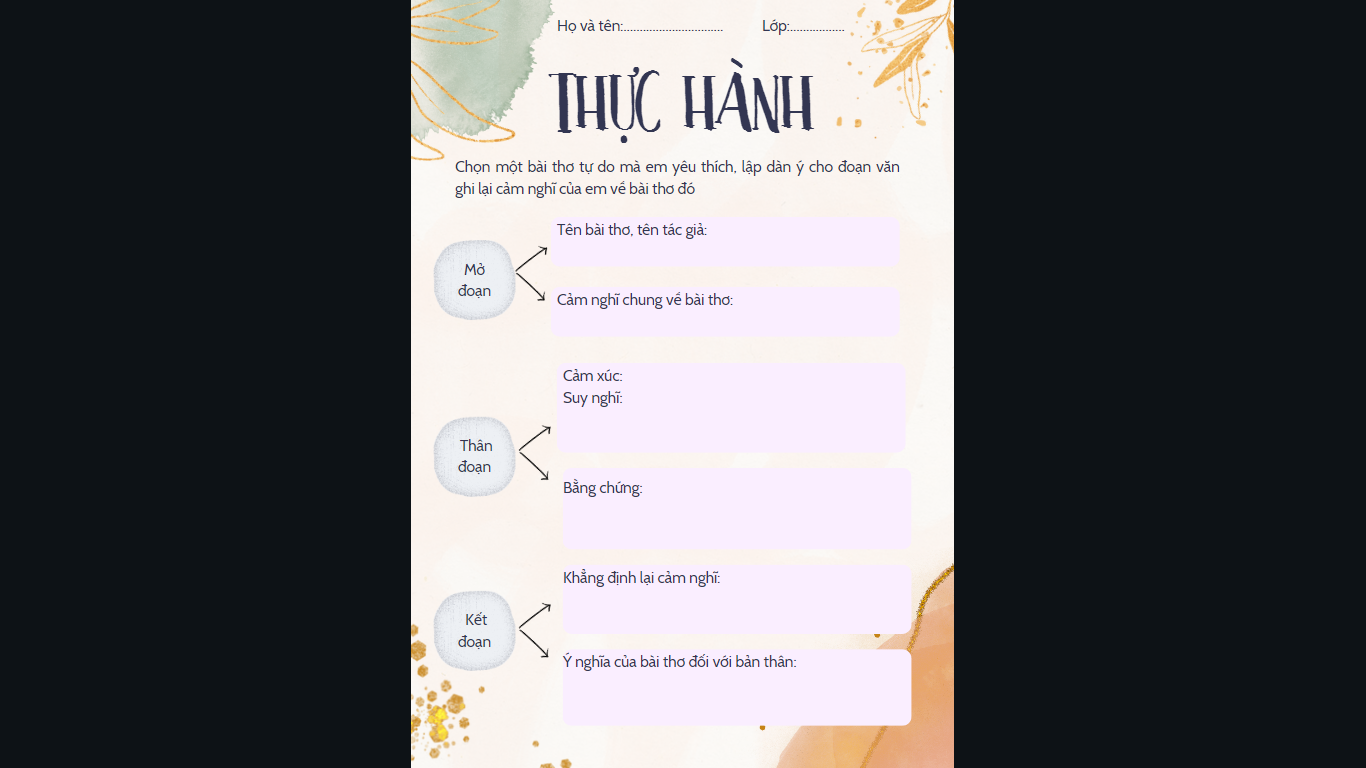 Họ và tên:............................... Lớp:.................
THỰC HÀNH
Chọn một bài thơ tự do mà em yêu thích, lập dàn ý cho đoạn văn
ghi lại cảm nghĩ của em về bài thơ đó
Mở
đoạn
Tên bài thơ, tên tác giả:
Cảm nghĩ chung về bài thơ:
Thân
đoạn
Cảm xúc:
Suy nghĩ:
Bằng chứng:
Kết
đoạn
Khẳng định lại cảm nghĩ:
Ý nghĩa của bài thơ đối với bản thân: